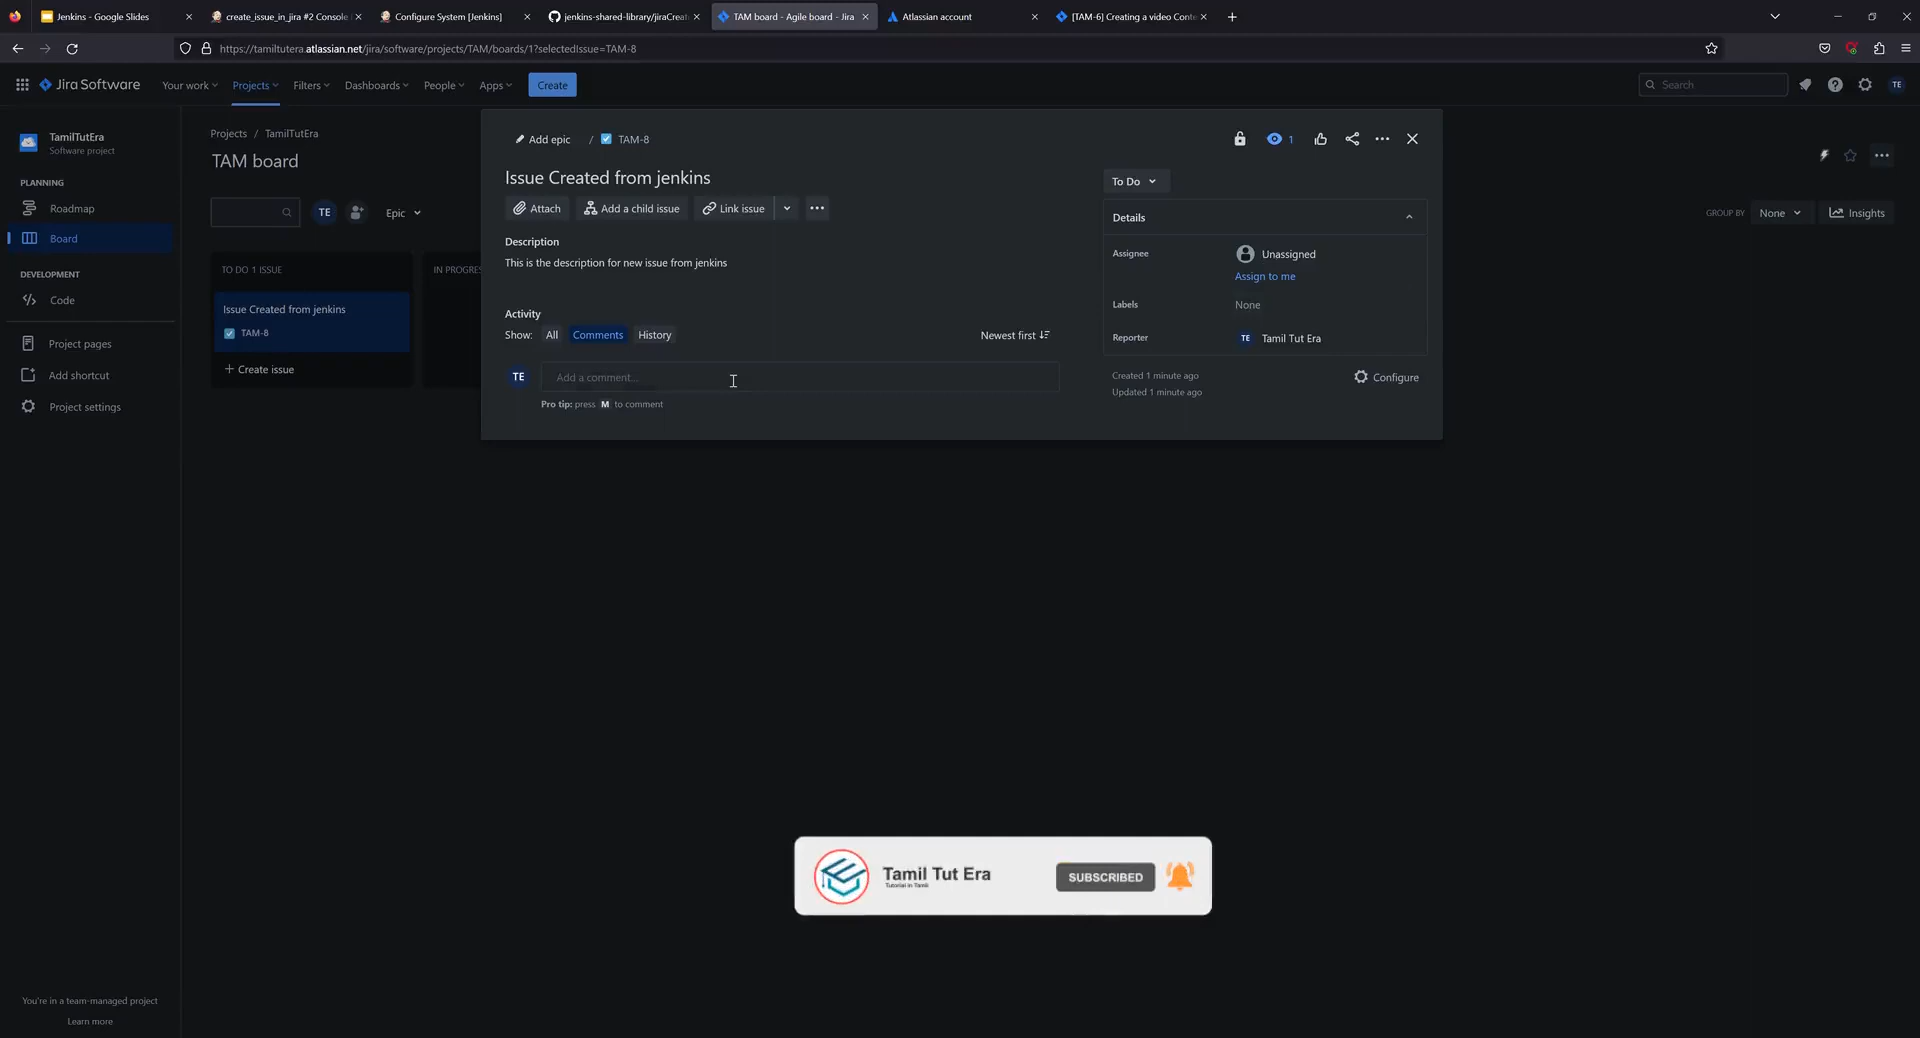 Jenkins - Google Slides
create_issue_in_jira #2 Console
Configure System [Jenkins]
jenkins-shared-library/jiraCreat
TAM board - Agile board - Jira
Atlassian account
[TAM-6] Creating a video Cont
https://tamiltutera.atlassian.net/jira/software/projects/TAM/boards/1?selectedIssue=TAM-8
Jira Software
Your work
Projects
Filters
Dashboards
People
Apps
Create
Search
TE
TamilTutEra
Software project
PLANNING
Roadmap
Board
DEVELOPMENT
Code
Project pages
Add shortcut
Project settings
You're in a team-managed project
Learn more
Projects / TamilTutEra
TAM board
TE
Epic
GROUP BY
None
Insights
TO DO 1 ISSUE
IN PROGRES
Issue Created from jenkins
TAM-8
+ Create issue
Add epic / TAM-8
1
Issue Created from jenkins
Attach
Add a child issue
Link issue
Description
This is the description for new issue from jenkins
Activity
Show:
All
Comments
History
Newest first
TE
Add a comment...
Pro tip: press M to comment
To Do
Details
Assignee
Unassigned
Assign to me
Labels
None
Reporter
TE
Tamil Tut Era
Created 1 minute ago
Updated 1 minute ago
Configure
Tamil Tut Era
Tutorial in Tamil
SUBSCRIBED